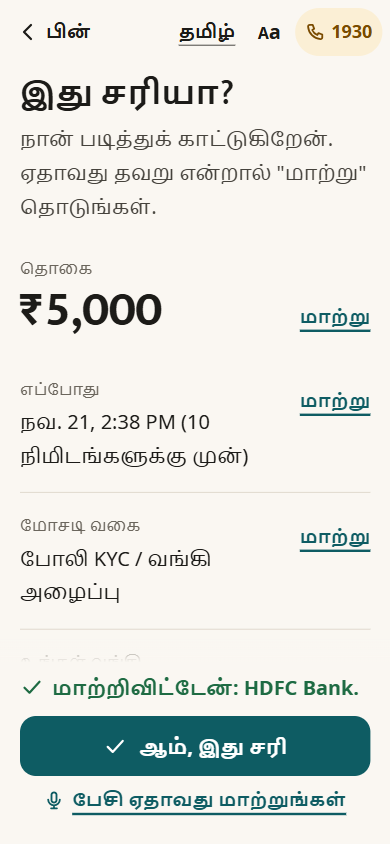 பின் தமிழ் Aa 1930
இது சரியா?
நான் படித்துக் காட்டுகிறேன்.
ஏதாவது தவறு என்றால் "மாற்று"
தொடுங்கள்.
தொகை
₹5,000 மாற்று
எப்போது மாற்று
நவ. 21, 2:38 PM (10
நிமிடங்களுக்கு முன்)
மோசடி வகை மாற்று
போலி KYC / வங்கி
அழைப்பு
மாற்றிவிட்டேன்: HDFC Bank.
ஆம், இது சரி
பேசி ஏதாவது மாற்றுங்கள்